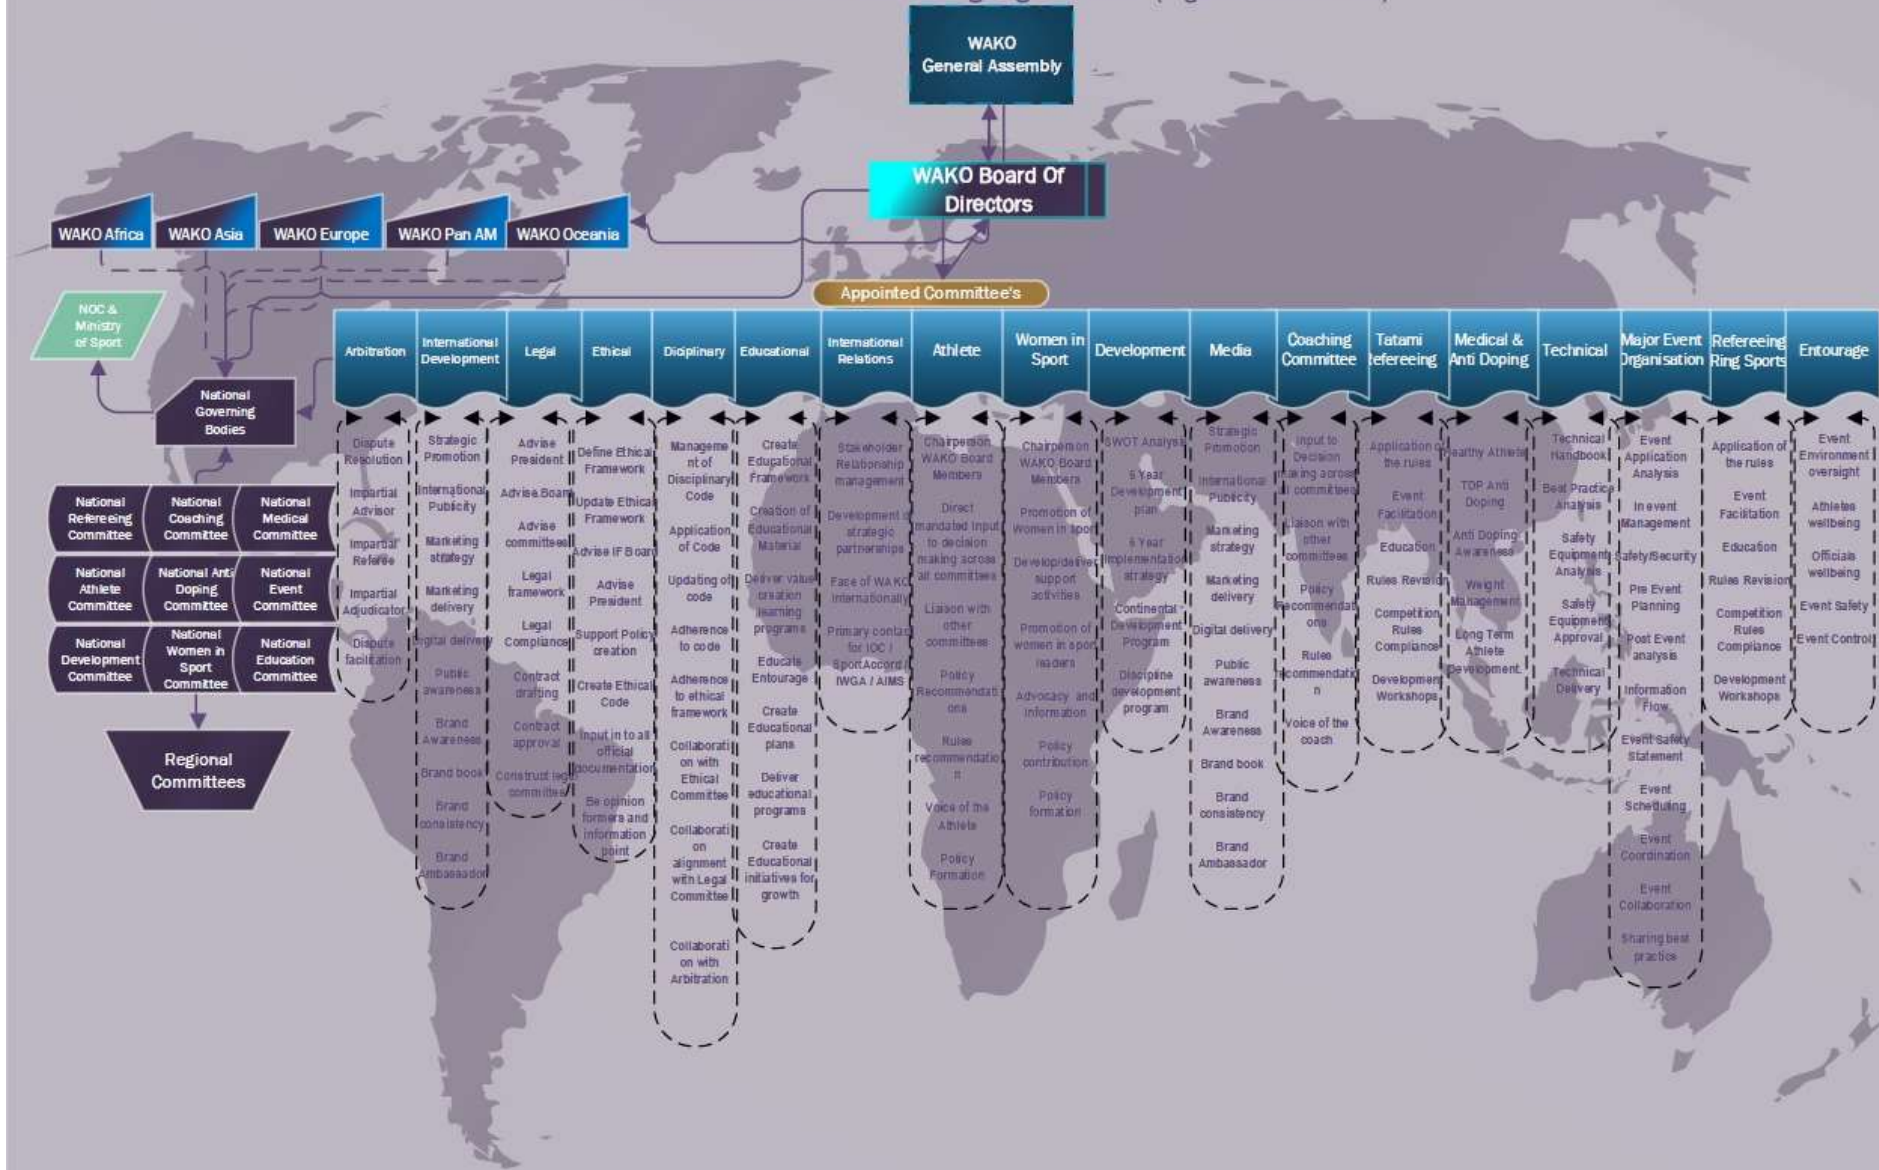 WAKO
General Assembly
WAKO Board Of
Directors
WAKO Africa
WAKO Asia
WAKO Europe
WAKO Pan AM
WAKO Oceania
Appointed Committee's
NOC &
Ministry
of Sport
National
Governing
Bodies
National
Refereeing
Committee
National
Coaching
Committee
National
Medical
Committee
National
Athlete
Committee
National Anti
Doping
Committee
National
Event
Committee
National
Development
Committee
National
Women in
Sport
Committee
National
Education
Committee
Regional
Committees
Arbitration
Dispute
Resolution
Impartial
Advisor
Impartial
Referee
Impartial
Adjudicator
Dispute
facilitation
International
Development
Strategic
Promotion
International
Publicity
Marketing
strategy
Marketing
delivery
Digital delivery
Public
awareness
Brand
Awareness
Brand book
Brand
consistency
Brand
Ambassador
Legal
Advise
President
Advise Board
Advise
committees
Legal
framework
Legal
Compliance
Contract
drafting
Contract
approval
Construct legal
committee
Ethical
Define Ethical
Framework
Update Ethical
Framework
Advise IF Board
Advise
President
Support Policy
creation
Create Ethical
Code
Input in to all
official
documentation
Be opinion
formers and
information
point
Diciplinary
Manageme
nt of
Disciplinary
Code
Application
of Code
Updating of
code
Adherence
to code
Adherence
to ethical
framework
Collaborati
on with
Ethical
Committee
Collaborati
on
alignment
with Legal
Committee
Collaborati
on with
Arbitration
Educational
Create
Educational
Framework
Creation of
Educational
Material
Deliver value
creation
learning
programs
Educate
Entourage
Create
Educational
plans
Deliver
educational
programs
Create
Educational
initiatives for
growth
International
Relations
Stakeholder
Relationship
management
Development of
strategic
partnerships
Face of WAKO
Internationally
Primary contact
for IOC /
SportAccord /
IWGA / AIMS
Athlete
Chairperson
WAKO Board
Members
Direct
mandated input
to decision
making across
all committees
Liaison with
other
committees
Policy
Recommendati
ons
Rules
recommendatio
n
Voice of the
Athlete
Policy
Formation
Women in
Sport
Chairperson
WAKO Board
Members
Promotion of
Women in Sport
Develop/deliver
support
activities
Promotion of
women in sport
leaders
Advocacy and
Information
Policy
contribution
Policy
formation
Development
SWOT Analysis
6 Year
Development
plan
6 Year
Implementation
strategy
Continental
Development
Program
Discipline
development
program
Media
Strategic
Promotion
International
Publicity
Marketing
strategy
Marketing
delivery
Digital delivery
Public
awareness
Brand
Awareness
Brand book
Brand
consistency
Brand
Ambassador
Coaching
Committee
Input to
Decision
making across
all committees
Liaison with
other
committees
Policy
Recommendati
ons
Rules
recommendatio
n
Voice of the
coach
Tatami
Refereeing
Application of
the rules
Event
Facilitation
Education
Rules Revision
Competition
Rules
Compliance
Development
Workshops
Medical &
Anti Doping
Healthy Athlete
TDP Anti
Doping
Anti Doping
Awareness
Weight
Management
Long Term
Athlete
Development
Technical
Technical
Handbook
Best Practice
Analysis
Safety
Equipment
Analysis
Safety
Equipment
Approval
Technical
Delivery
Major Event
Organisation
Event
Application
Analysis
In event
Management
Safety/Security
Pre Event
Planning
Post Event
analysis
Information
Flow
Event Safety
Statement
Event
Scheduling
Event
Coordination
Event
Collaboration
Sharing best
practice
Refereeing
Ring Sports
Application of
the rules
Event
Facilitation
Education
Rules Revision
Competition
Rules
Compliance
Development
Workshops
Entourage
Event
Environment
oversight
Athletes
wellbeing
Officials
wellbeing
Event Safety
Event Control